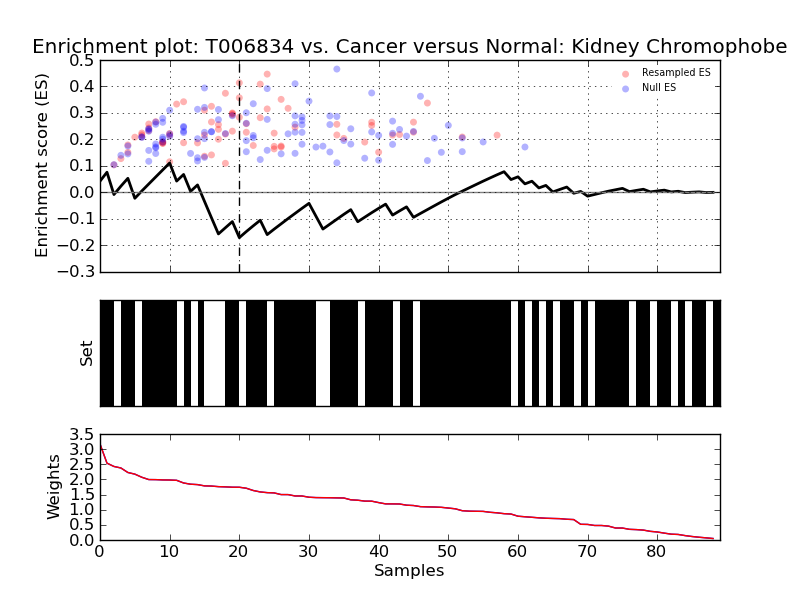 Enrichment plot: T006834 vs. Cancer versus Normal: Kidney Chromophobe
Enrichment score (ES)
0.5
0.4
0.3
0.2
0.1
0.0
−0.1
−0.2
−0.3
Resampled ES
Null ES
Set
Weights
3.5
3.0
2.5
2.0
1.5
1.0
0.5
0.0
0 10 20 30 40 50 60 70 80
Samples